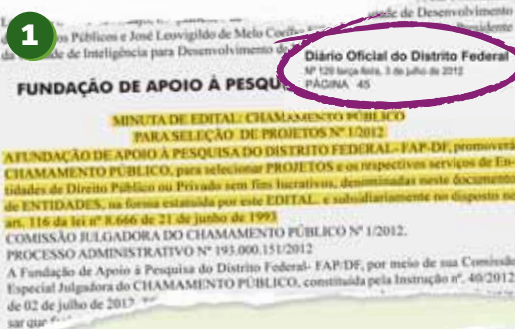 1
de Desenvolvimento
Públicos e José Leovigildo de Melo Coelho
de Inteligência para Desenvolvimento
Diário Oficial do Distrito Federal
Nº 129 terça-feira, 3 de julho de 2012
PÁGINA 45
FUNDAÇÃO DE APOIO À PESQU
MINUTA DE EDITAL: CHAMAMENTO PÚBLICO
PARA SELEÇÃO DE PROJETOS Nº 1/2012
A FUNDAÇÃO DE APOIO A PESQUISA DO DISTRITO FEDERAL- FAP-DF, promoverá
CHAMAMENTO PÚBLICO, para selecionar PROJETOS e os respectivos serviços de En-
tidades de Direito Público ou Privado sem fins lucrativos, denominadas neste documento
de ENTIDADES, na forma estabelecida por este EDITAL, e subsidiariamente no disposto no
art. 116 da lei nº 8.666 de 21 de junho de 1993
COMISSÃO JULGADORA DO CHAMAMENTO PÚBLICO Nº 1/2012.
PROCESSO ADMINISTRATIVO Nº 193.000.151/2012
A Fundação de Apoio à Pesquisa do Distrito Federal- FAP/DF, por meio de sua Comissão
Especial Julgadora do CHAMAMENTO PÚBLICO, constituída pela Instrução nº. 40/2012
de 02 de julho de 2012,
sar que